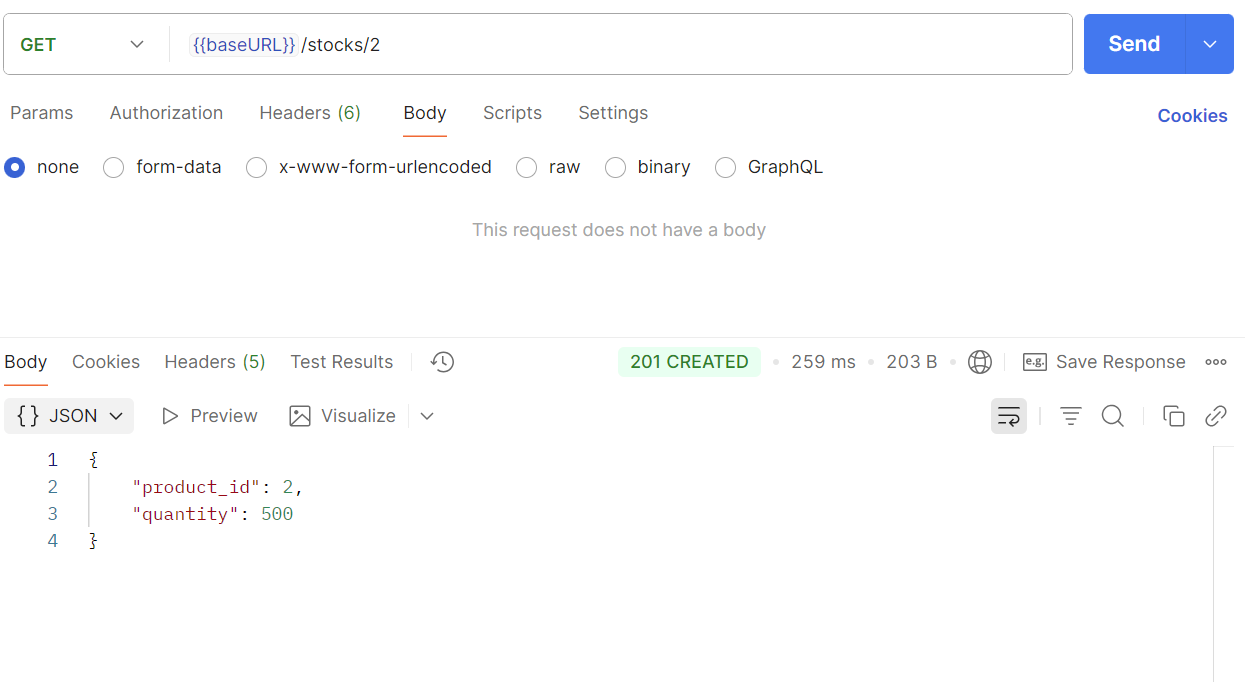 GET {{baseURL}} /stocks/2 Send
Params Authorization Headers (6) Body Scripts Settings Cookies
none form-data x-www-form-urlencoded raw binary GraphQL
This request does not have a body
Body Cookies Headers (5) Test Results 201 CREATED 259 ms 203 B e.g. Save Response
{} JSON Preview Visualize
1 {
2 "product_id": 2,
3 "quantity": 500
4 }